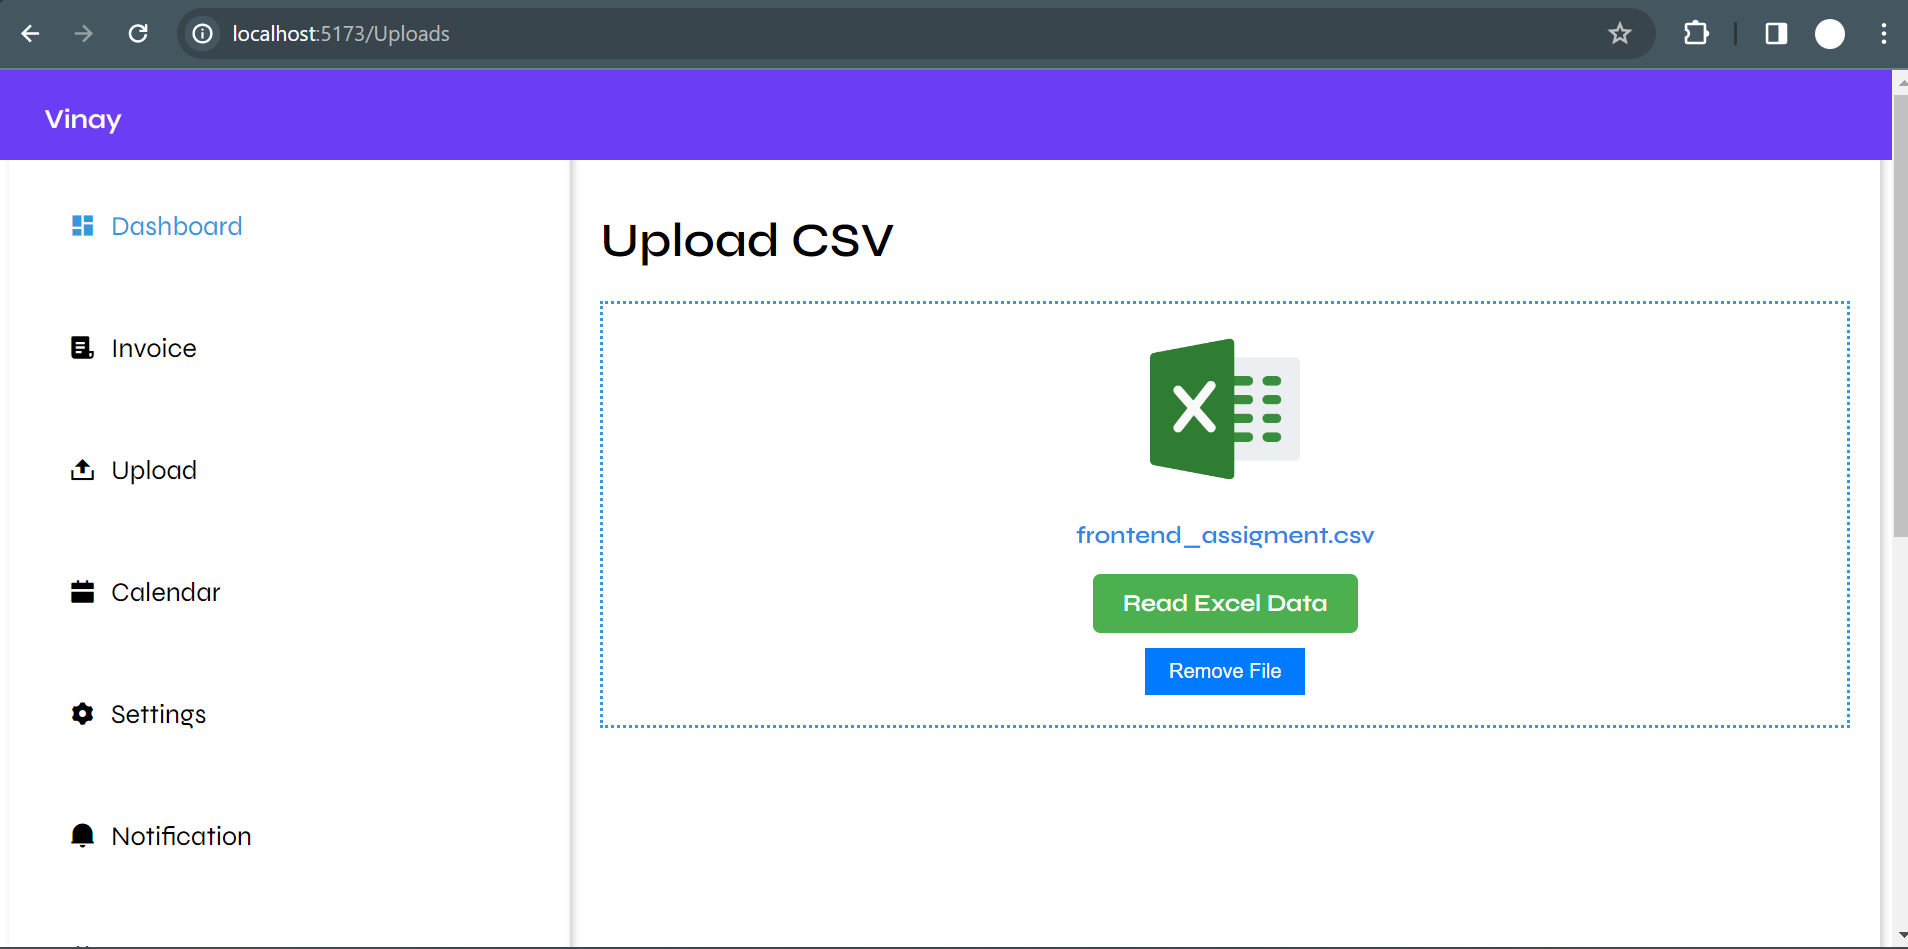 localhost:5173/Uploads
Vinay
Dashboard
Invoice
Upload
Calendar
Settings
Notification
Upload CSV
X
frontend_assigment.csv
Read Excel Data
Remove File